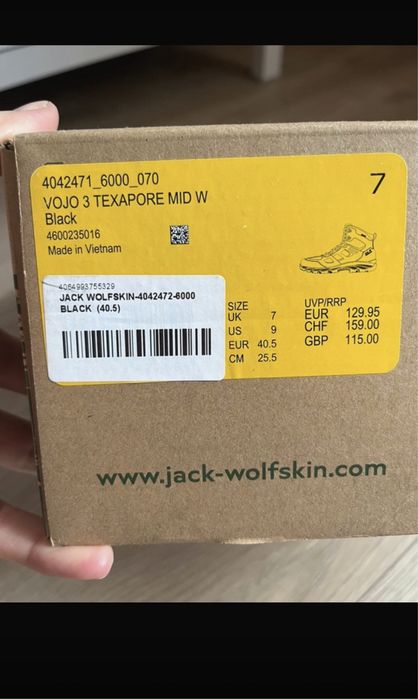 4042471_6000_070
7
VOJO 3 TEXAPORE MID W
Black
4600235016
Made in Vietnam
4064993755329
JACK WOLFSKIN-4042472-6000
BLACK (40.5)
SIZE
UK 7
US 9
EUR 40.5
CM 25.5
UVP/RRP
EUR 129.95
CHF 159.00
GBP 115.00
www.jack-wolfskin.com